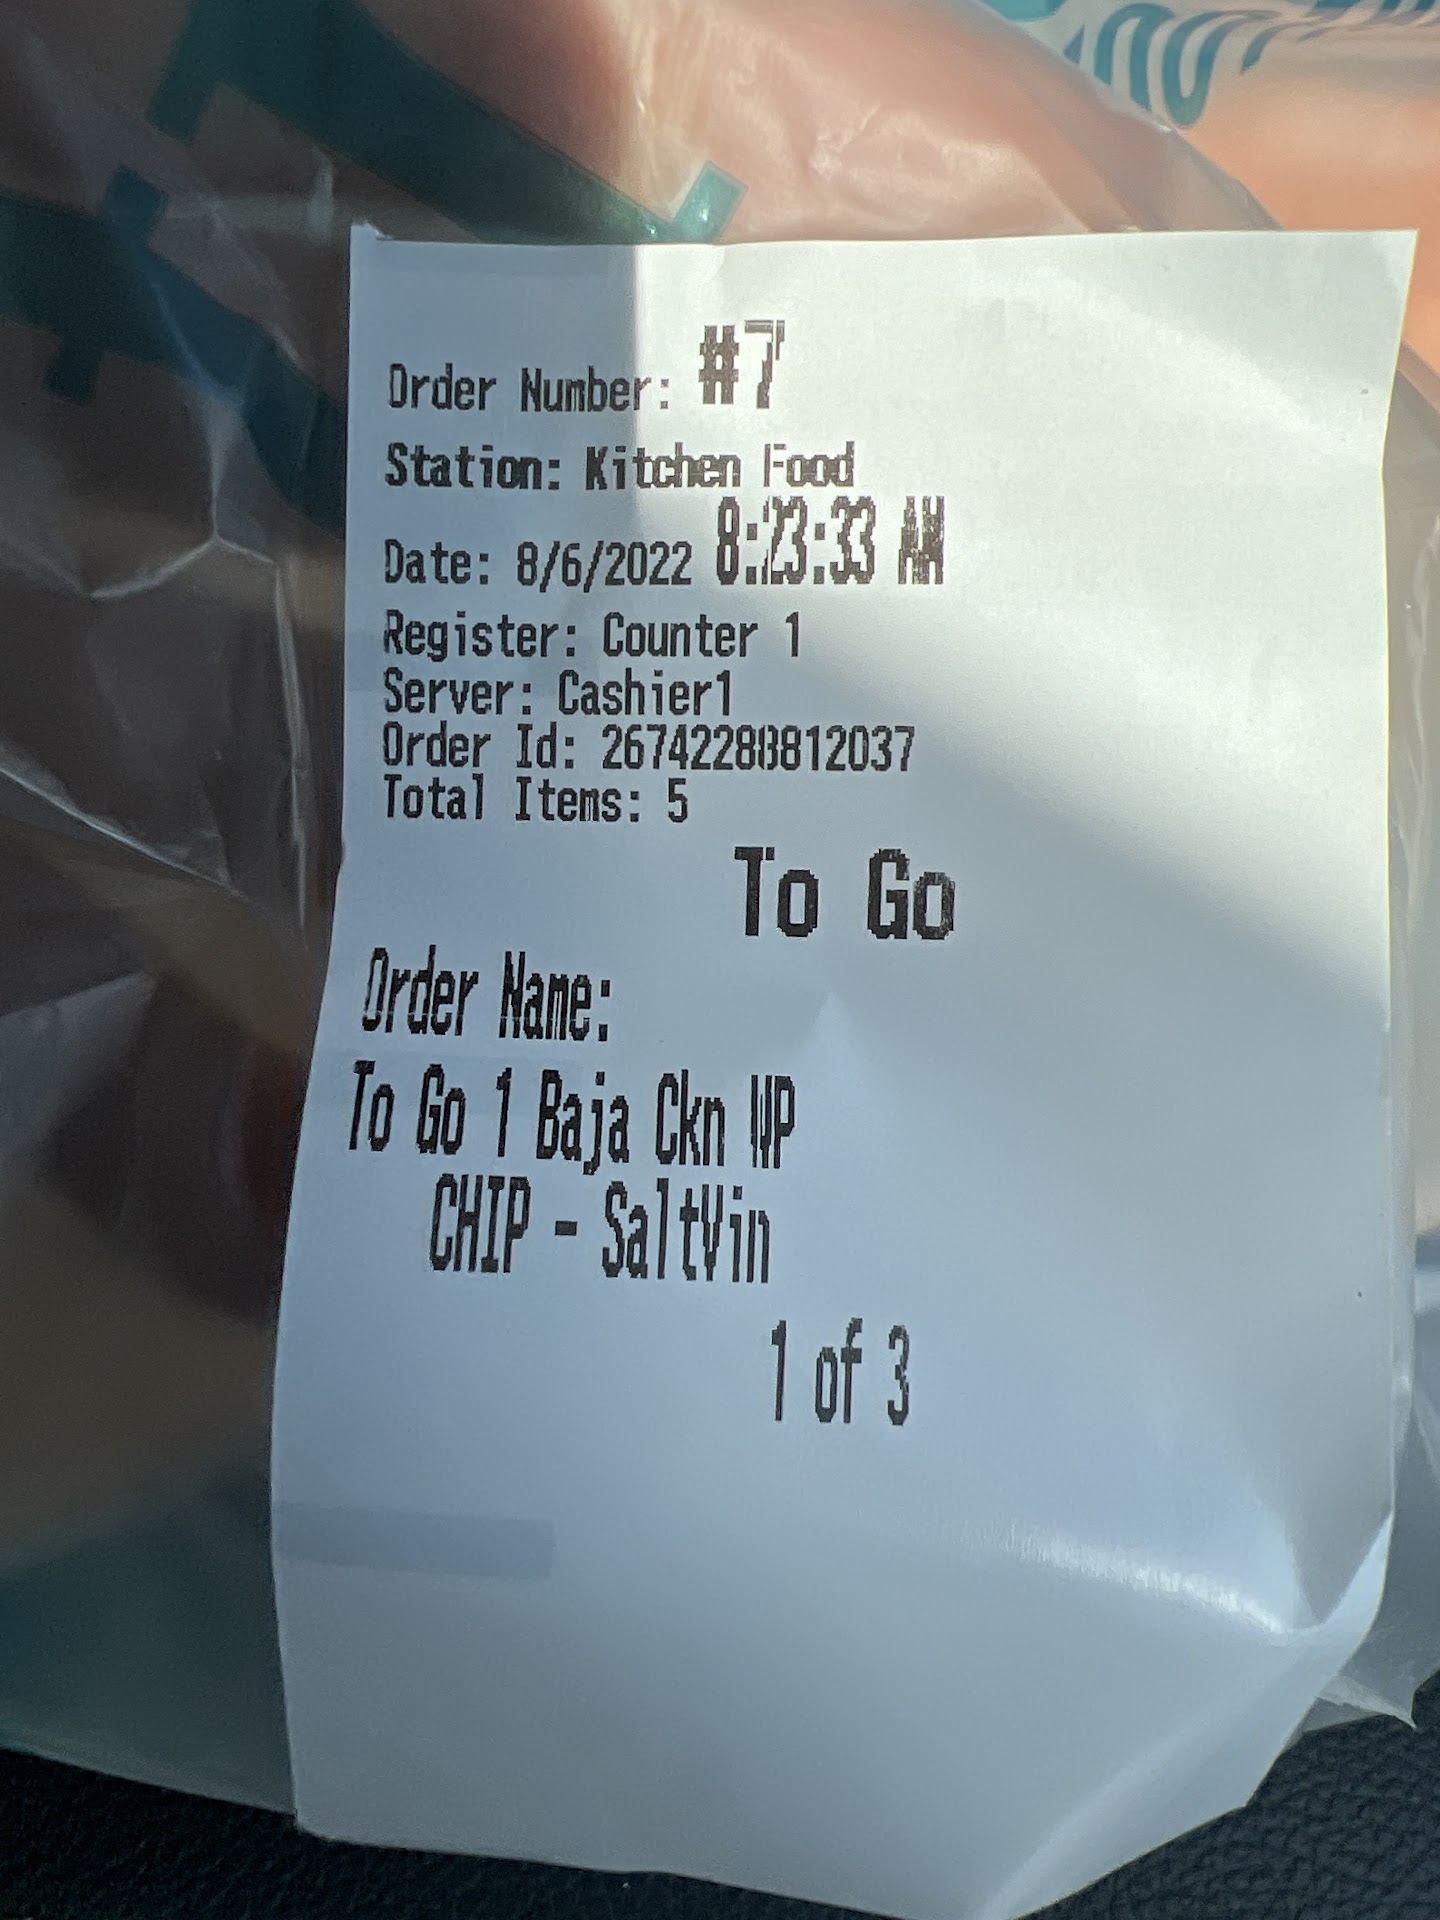 Order Number: #7
Station: Kitchen Food
Date: 8/6/2022 8:23:33 AM
Register: Counter 1
Server: Cashier1
Order Id: 26742288812037
Total Items: 5
To Go
Order Name:
To Go 1 Baja Ckn WP
CHIP - SaltVin
1 of 3